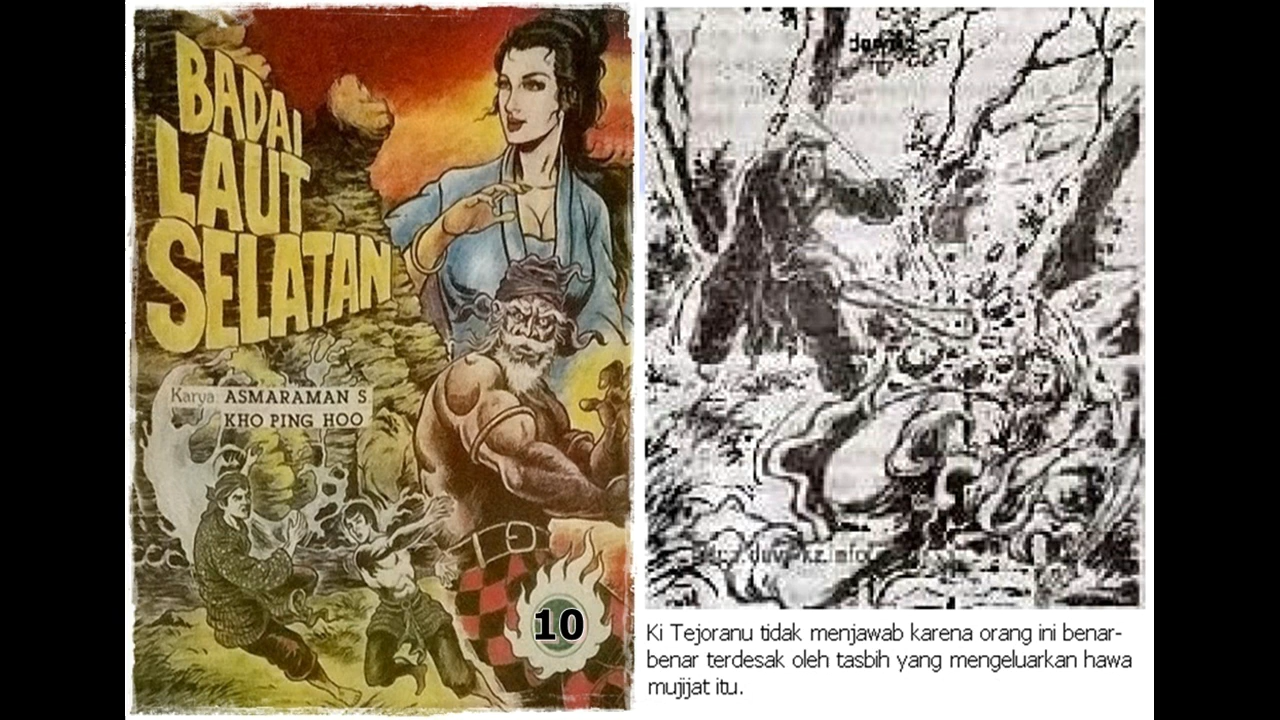 BADAI
LAUT
SELATAN
Karya: ASMARAMAN S
KHO PING HOO
10
Ki Tejoranu tidak menjawab karena orang ini benar-
benar terdesak oleh tasbih yang mengeluarkan hawa
mujijat itu.